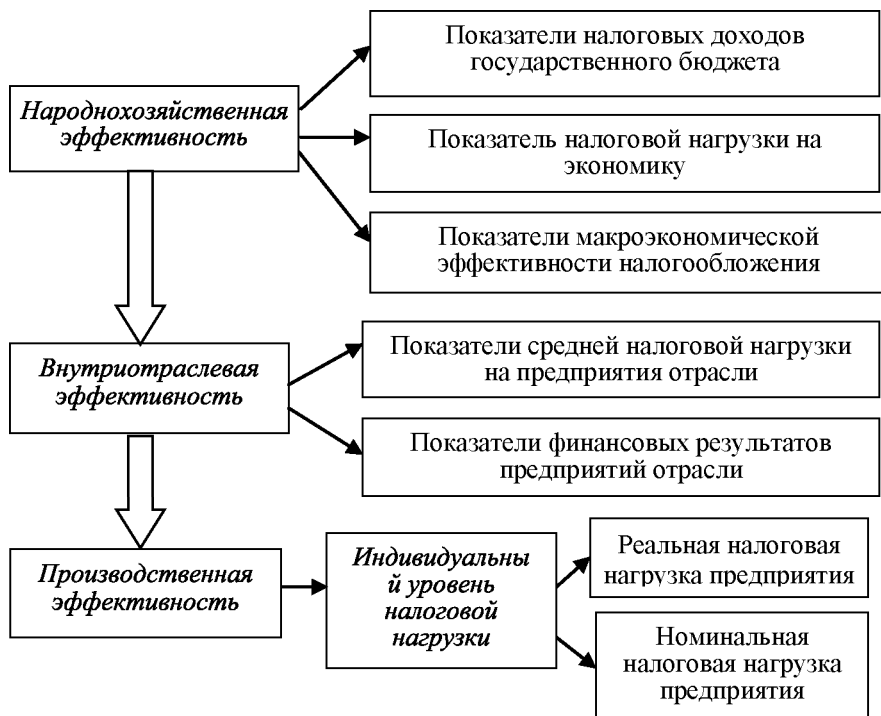 Показатели налоговых доходов
государственного бюджета
Народнохозяйственная
эффективность
Показатель налоговой нагрузки на
экономику
Показатели макроэкономической
эффективности налогообложения
Внутриотраслевая
эффективность
Показатели средней налоговой нагрузки
на предприятия отрасли
Показатели финансовых результатов
предприятий отрасли
Производственная
эффективность
Индивидуальны
й уровень
налоговой
нагрузки
Реальная налоговая
нагрузка предприятия
Номинальная
налоговая нагрузка
предприятия